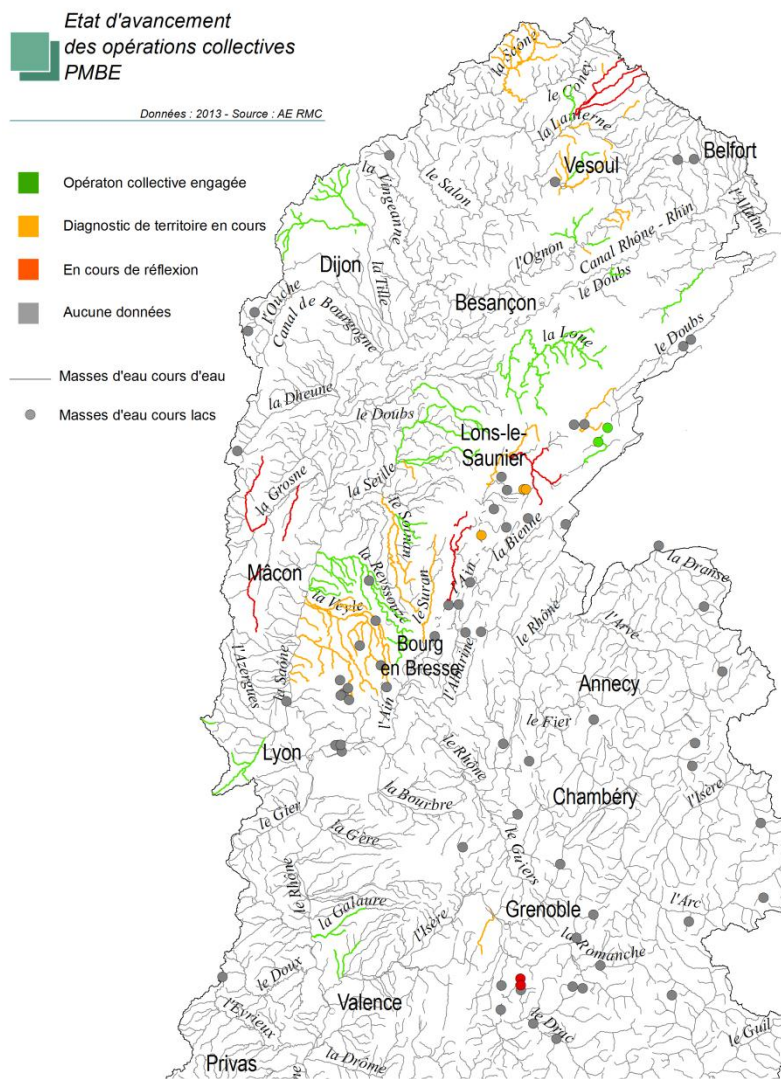 Etat d'avancement
des opérations collectives
PMBE
Données : 2013 - Source : AE RMC
Opératon collective engagée
Diagnostic de territoire en cours
En cours de réflexion
Aucune données
Masses d'eau cours d'eau
Masses d'eau cours lacs
la Saône
le Coney
la Lanterne
Vesoul
Belfort
la Vingeanne
le Salon
l'Allaine
l'Ognon
Canal Rhône - Rhin
Dijon
la Tille
le Doubs
Besançon
l'Ouche
Canal de Bourgogne
la Loue
le Doubs
la Dheune
le Doubs
Lons-le-
Saunier
la Seille
la Grosne
le Solnan
la Bienne
l'Ain
Mâcon
la Reyssouze
le Suran
la Dranse
la Veyle
le Rhône
l'Arve
Bourg
en Bresse
l'Albarine
l'Azergues
la Saône
l'Ain
Annecy
le Fier
Lyon
le Rhône
la Bourbre
Chambéry
l'Isère
le Gier
la Gère
le Guiers
le Rhône
la Galaure
l'Isère
Grenoble
l'Arc
la Romanche
le Doux
Valence
l'Eyrieux
le Drac
le Guil
Privas
la Drôme